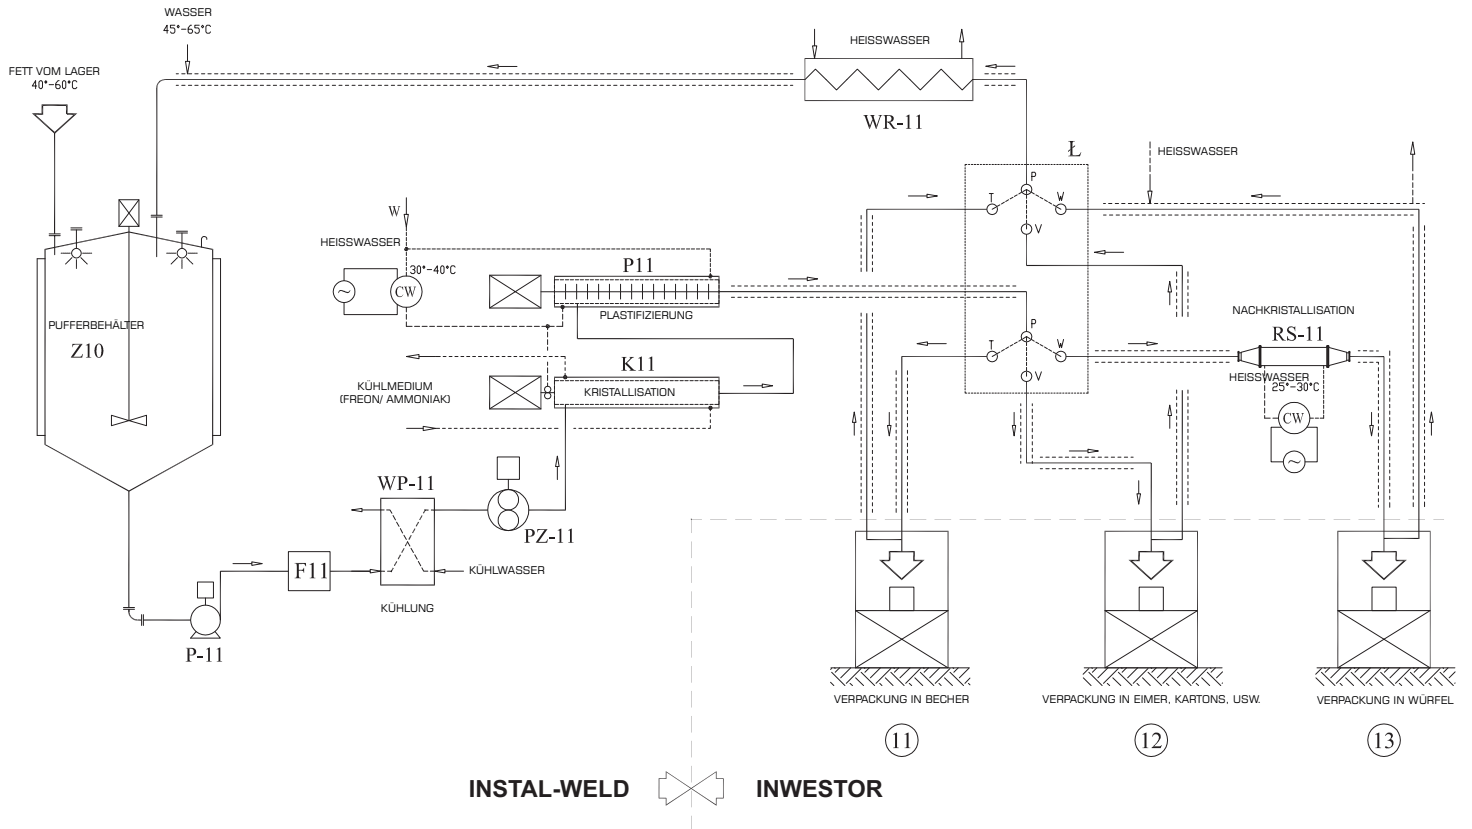 WASSER
45°-65°C
FETT VOM LAGER
40°-60°C
HEISSWASSER
WR-11
Ł
HEISSWASSER
P
T
W
V
W
HEISSWASSER
30°-40°C
CW
~
P11
PLASTIFIZIERUNG
PUFFERBEHÄLTER
Z10
K11
KRISTALLISATION
KÜHLMEDIUM
(FREON/ AMMONIAK)
P
T
W
V
NACHKRISTALLISATION
RS-11
HEISSWASSER
25°-30°C
CW
~
WP-11
PZ-11
F11
KÜHLWASSER
KÜHLUNG
P-11
VERPACKUNG IN BECHER
VERPACKUNG IN EIMER, KARTONS, USW.
VERPACKUNG IN WÜRFEL
11
12
13
INSTAL-WELD
INWESTOR